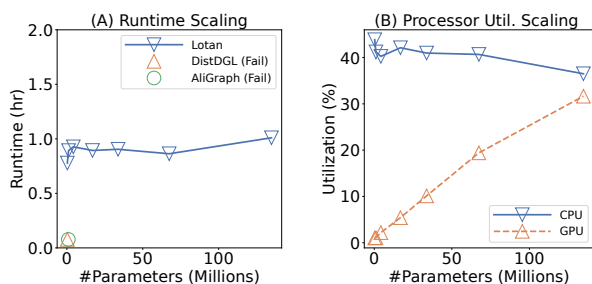 (A) Runtime Scaling
2.0
1.5
1.0
0.5
0.0
Runtime (hr)
Lotan
DistDGL (Fail)
AliGraph (Fail)
0
50
100
#Parameters (Millions)
(B) Processor Util. Scaling
40
30
20
10
0
Utilization (%)
CPU
GPU
0
50
100
#Parameters (Millions)